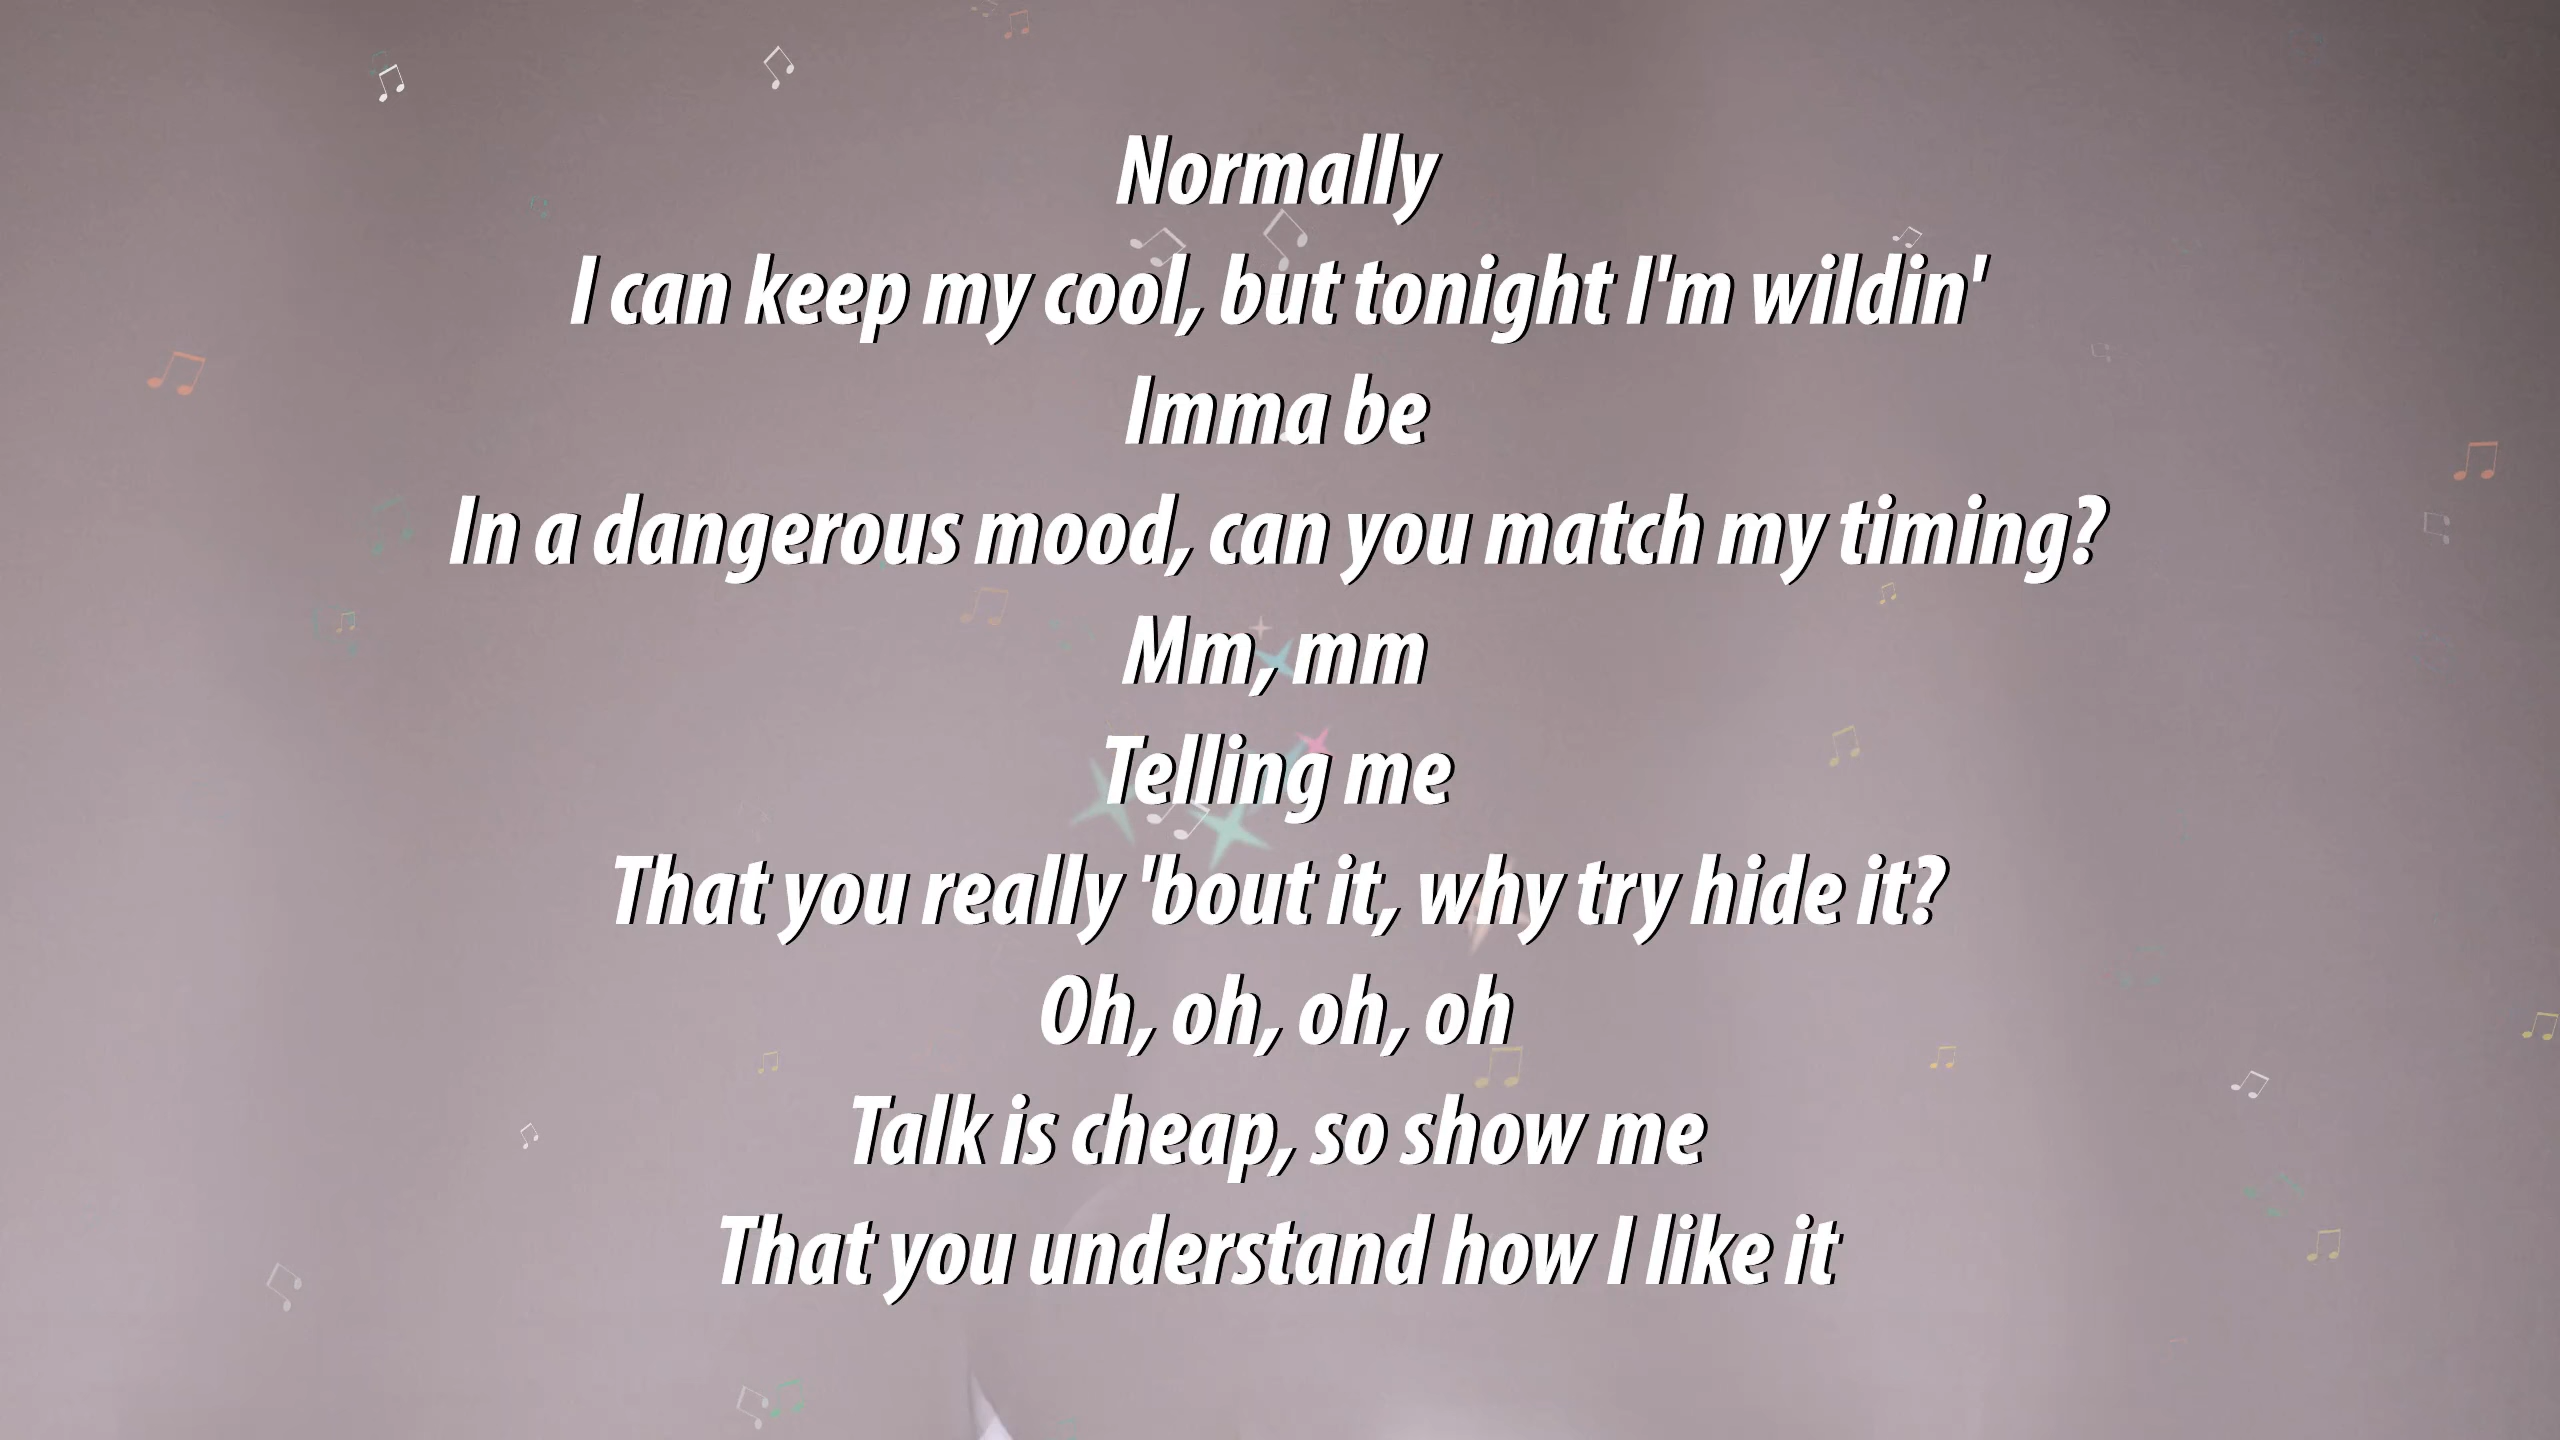 Normally
I can keep my cool, but tonight I'm wildin'
Imma be
In a dangerous mood, can you match my timing?
Mm, mm
Telling me
That you really 'bout it, why try hide it?
Oh, oh, oh, oh
Talk is cheap, so show me
That you understand how I like it